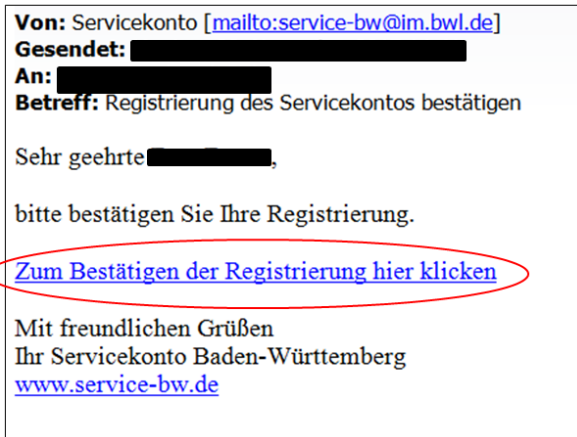 Von: Servicekonto [mailto:service-bw@im.bwl.de]
Gesendet:
An:
Betreff: Registrierung des Servicekontos bestätigen
Sehr geehrte ,
bitte bestätigen Sie Ihre Registrierung.
Zum Bestätigen der Registrierung hier klicken
Mit freundlichen Grüßen
Ihr Servicekonto Baden-Württemberg
www.service-bw.de